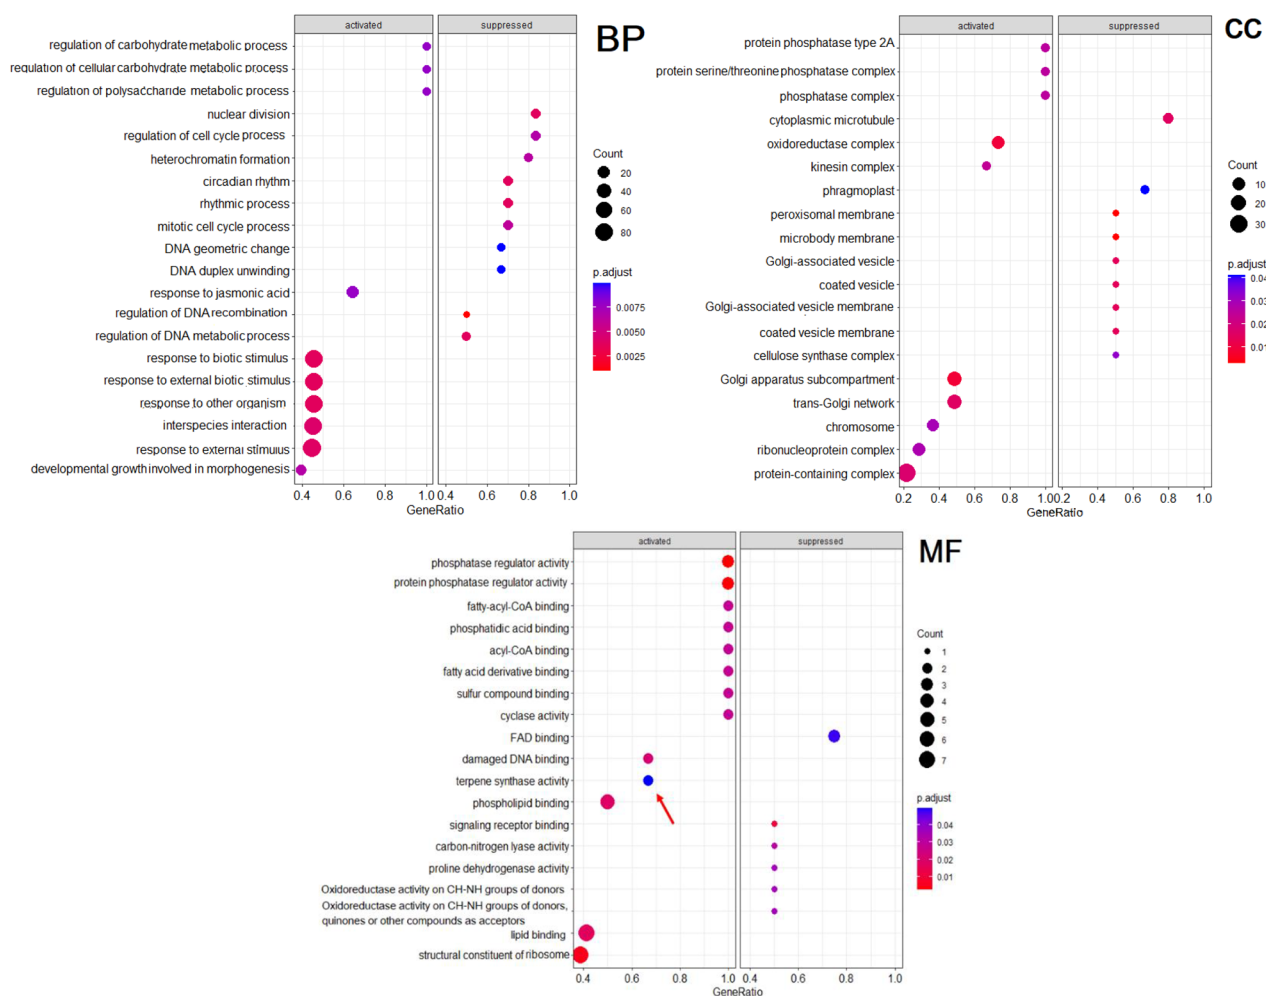 activated
suppressed
BP
regulation of carbohydrate metabolic process
regulation of cellular carbohydrate metabolic process
regulation of polysaccharide metabolic process
nuclear division
regulation of cell cycle process
heterochromatin formation
circadian rhythm
rhythmic process
mitotic cell cycle process
DNA geometric change
DNA duplex unwinding
response to jasmonic acid
regulation of DNA recombination
regulation of DNA metabolic process
response to biotic stimulus
response to external biotic stimulus
response to other organism
interspecies interaction
response to external stimulus
developmental growth involved in morphogenesis
0.4 0.6 0.8 1.0 0.4 0.6 0.8 1.0
GeneRatio
Count
20
40
60
80
p.adjust
0.0075
0.0050
0.0025
activated
suppressed
CC
protein phosphatase type 2A
protein serine/threonine phosphatase complex
phosphatase complex
cytoplasmic microtubule
oxidoreductase complex
kinesin complex
phragmoplast
peroxisomal membrane
microbody membrane
Golgi-associated vesicle
coated vesicle
Golgi-associated vesicle membrane
coated vesicle membrane
cellulose synthase complex
Golgi apparatus subcompartment
trans-Golgi network
chromosome
ribonucleoprotein complex
protein-containing complex
0.2 0.4 0.6 0.8 1.0 0.2 0.4 0.6 0.8 1.0
GeneRatio
Count
10
20
30
p.adjust
0.04
0.03
0.02
0.01
activated
suppressed
MF
phosphatase regulator activity
protein phosphatase regulator activity
fatty-acyl-CoA binding
phosphatidic acid binding
acyl-CoA binding
fatty acid derivative binding
sulfur compound binding
cyclase activity
FAD binding
damaged DNA binding
terpene synthase activity
phospholipid binding
signaling receptor binding
carbon-nitrogen lyase activity
proline dehydrogenase activity
Oxidoreductase activity on CH-NH groups of donors
Oxidoreductase activity on CH-NH groups of donors,
quinones or other compounds as acceptors
lipid binding
structural constituent of ribosome
0.4 0.6 0.8 1.0 0.4 0.6 0.8 1.0
GeneRatio
Count
1
2
3
4
5
6
7
p.adjust
0.04
0.03
0.02
0.01